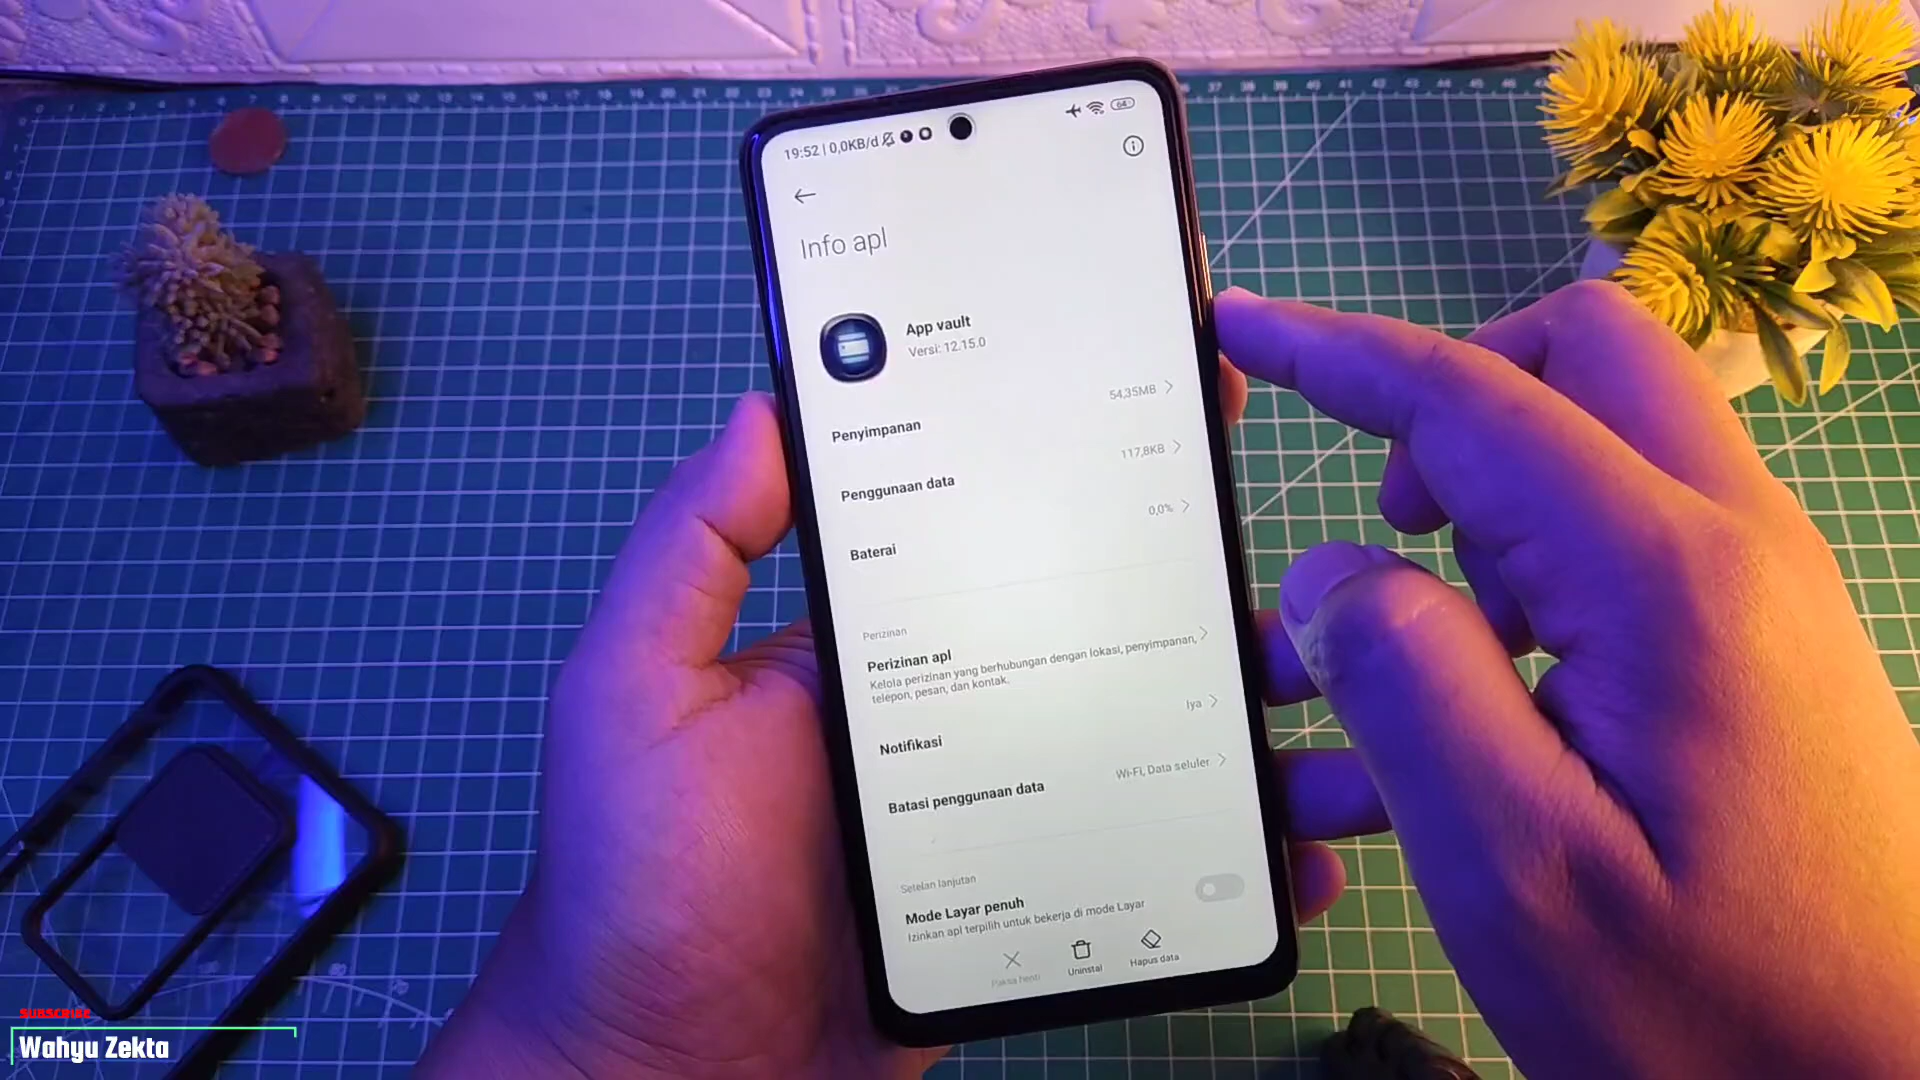 19:52 | 0,0KB/d
64
Info apl
App vault
Versi: 12.15.0
Penyimpanan
54,35MB
Penggunaan data
117,8KB
Baterai
0,0%
Perizinan
Perizinan apl
Kelola perizinan yang berhubungan dengan lokasi, penyimpanan,
telepon, pesan, dan kontak.
Notifikasi
Iya
Batasi penggunaan data
Wi-Fi, Data seluler
Setelan lanjutan
Mode Layar penuh
Izinkan apl terpilih untuk bekerja di mode Layar
Paksa henti
Uninstal
Hapus data
SUBSCRIBE
Wahyu Zekta